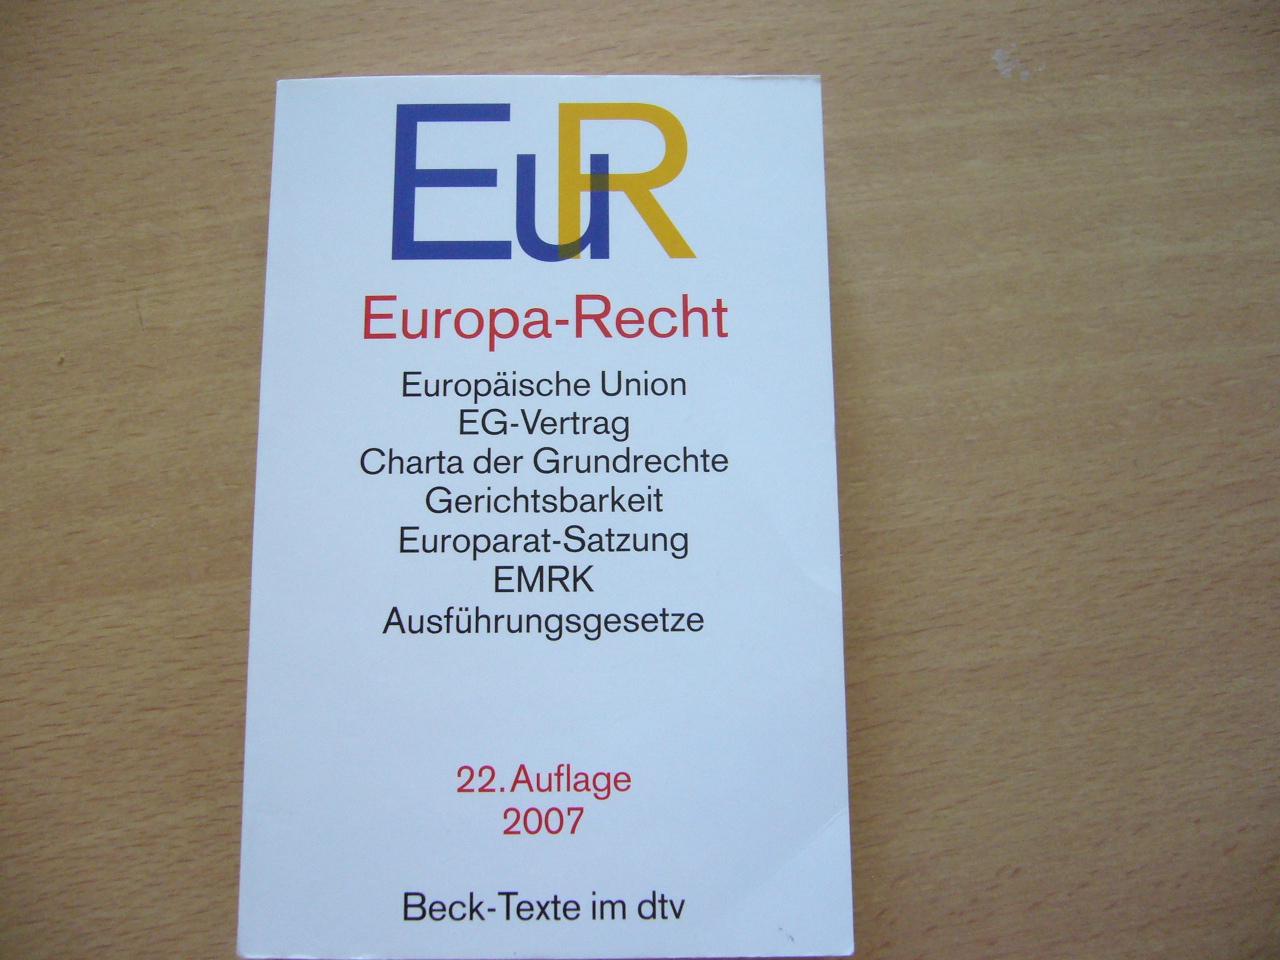 EuR
Europa-Recht
Europäische Union
EG-Vertrag
Charta der Grundrechte
Gerichtsbarkeit
Europarat-Satzung
EMRK
Ausführungsgesetze
22. Auflage
2007
Beck-Texte im dtv